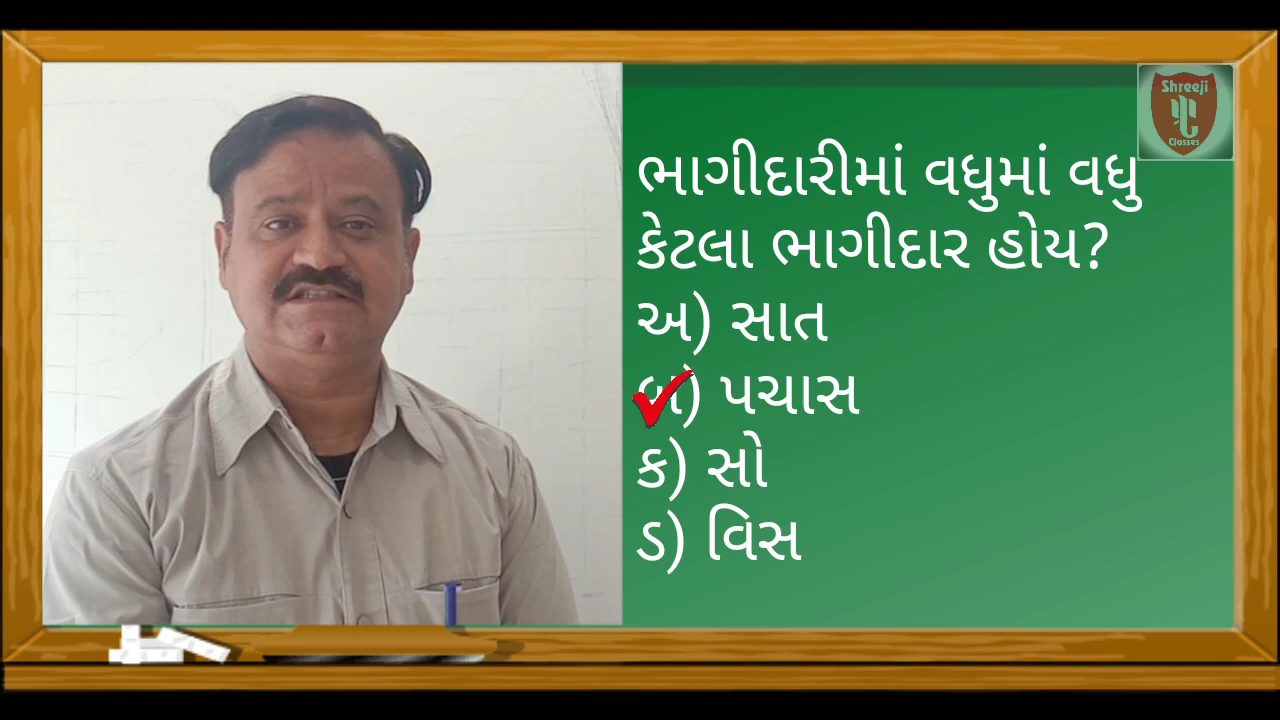 Shreeji
Classes
ભાગીદારીમાં વધુમાં વધુ
કેટલા ભાગીદાર હોય?
અ) સાત
બ) પચાસ
ક) સો
ડ) વિસ